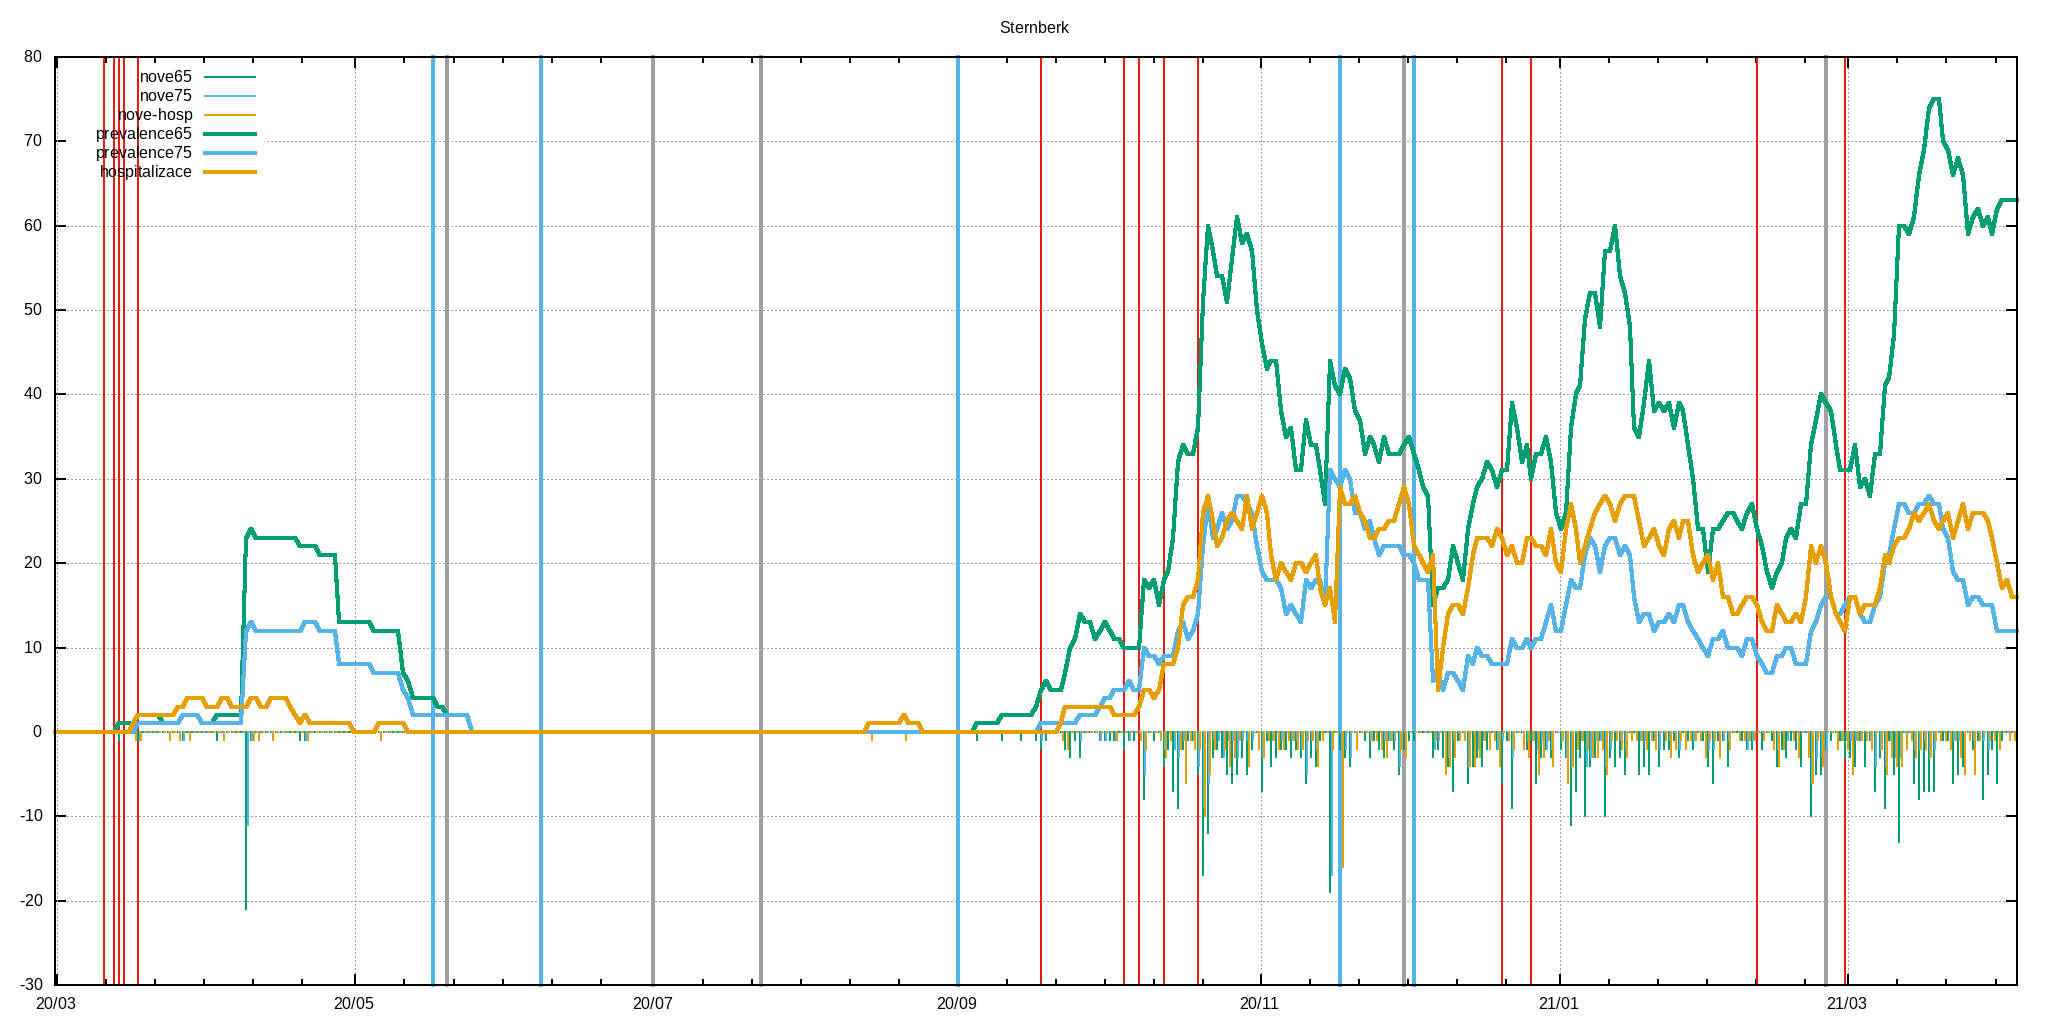 Sternberk
80
70
60
50
40
30
20
10
0
-10
-20
-30
nove65
nove75
nove-hosp
prevalence65
prevalence75
hospitalizace
20/03 20/05 20/07 20/09 20/11 21/01 21/03